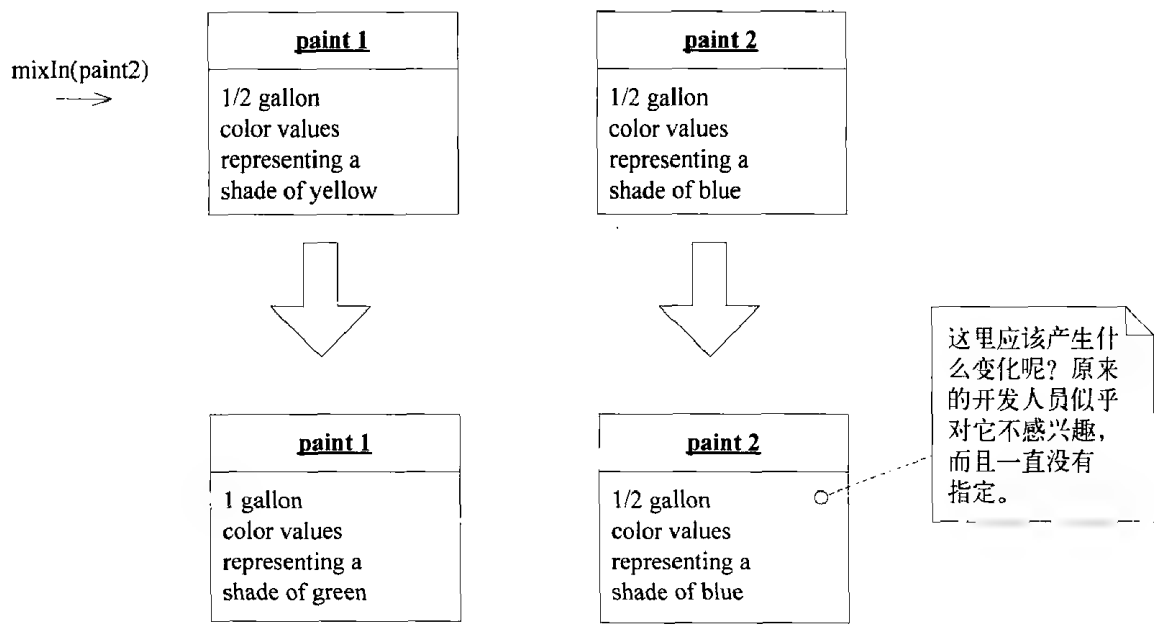 mixIn(paint2)
paint 1
1/2 gallon
color values
representing a
shade of yellow
paint 2
1/2 gallon
color values
representing a
shade of blue
paint 1
1 gallon
color values
representing a
shade of green
paint 2
1/2 gallon
color values
representing a
shade of blue
这里应该产生什
么变化呢？原来
的开发人员似乎
对它不感兴趣，
而且一直没有
指定。